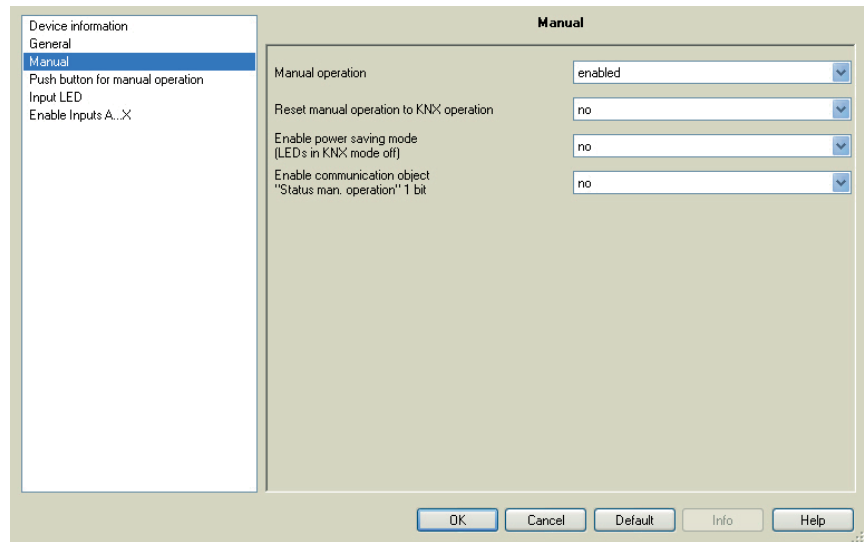 Device information
General
Manual
Push button for manual operation
Input LED
Enable Inputs A...X
Manual
Manual operation
enabled
Reset manual operation to KNX operation
no
Enable power saving mode
(LEDs in KNX mode off)
no
Enable communication object
"Status man. operation" 1 bit
no
OK
Cancel
Default
Info
Help